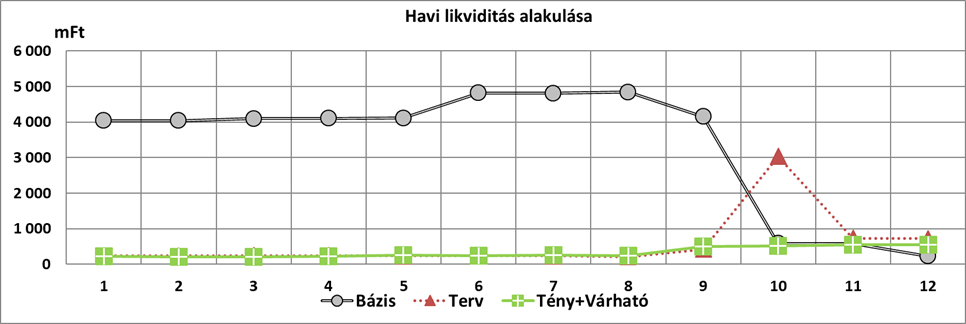 Havi likviditás alakulása
mFt
6 000
5 000
4 000
3 000
2 000
1 000
0
1 2 3 4 5 6 7 8 9 10 11 12
Bázis Terv Tény+Várható